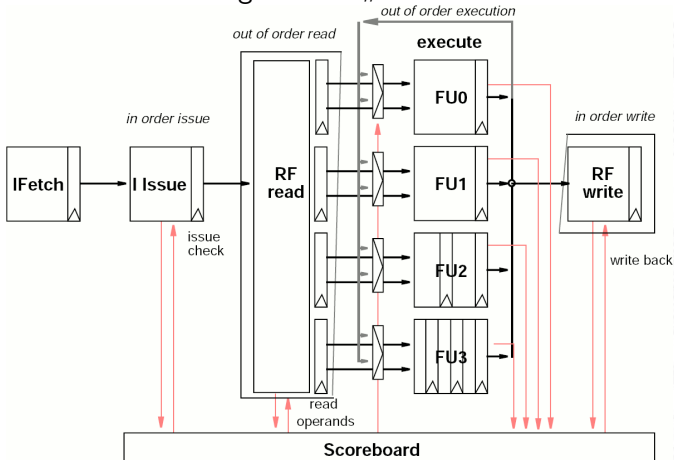 out of order execution
out of order read
execute
in order issue
in order write
FU0
IFetch
I Issue
RF
read
FU1
RF
write
issue
check
write back
FU2
FU3
read
operands
Scoreboard